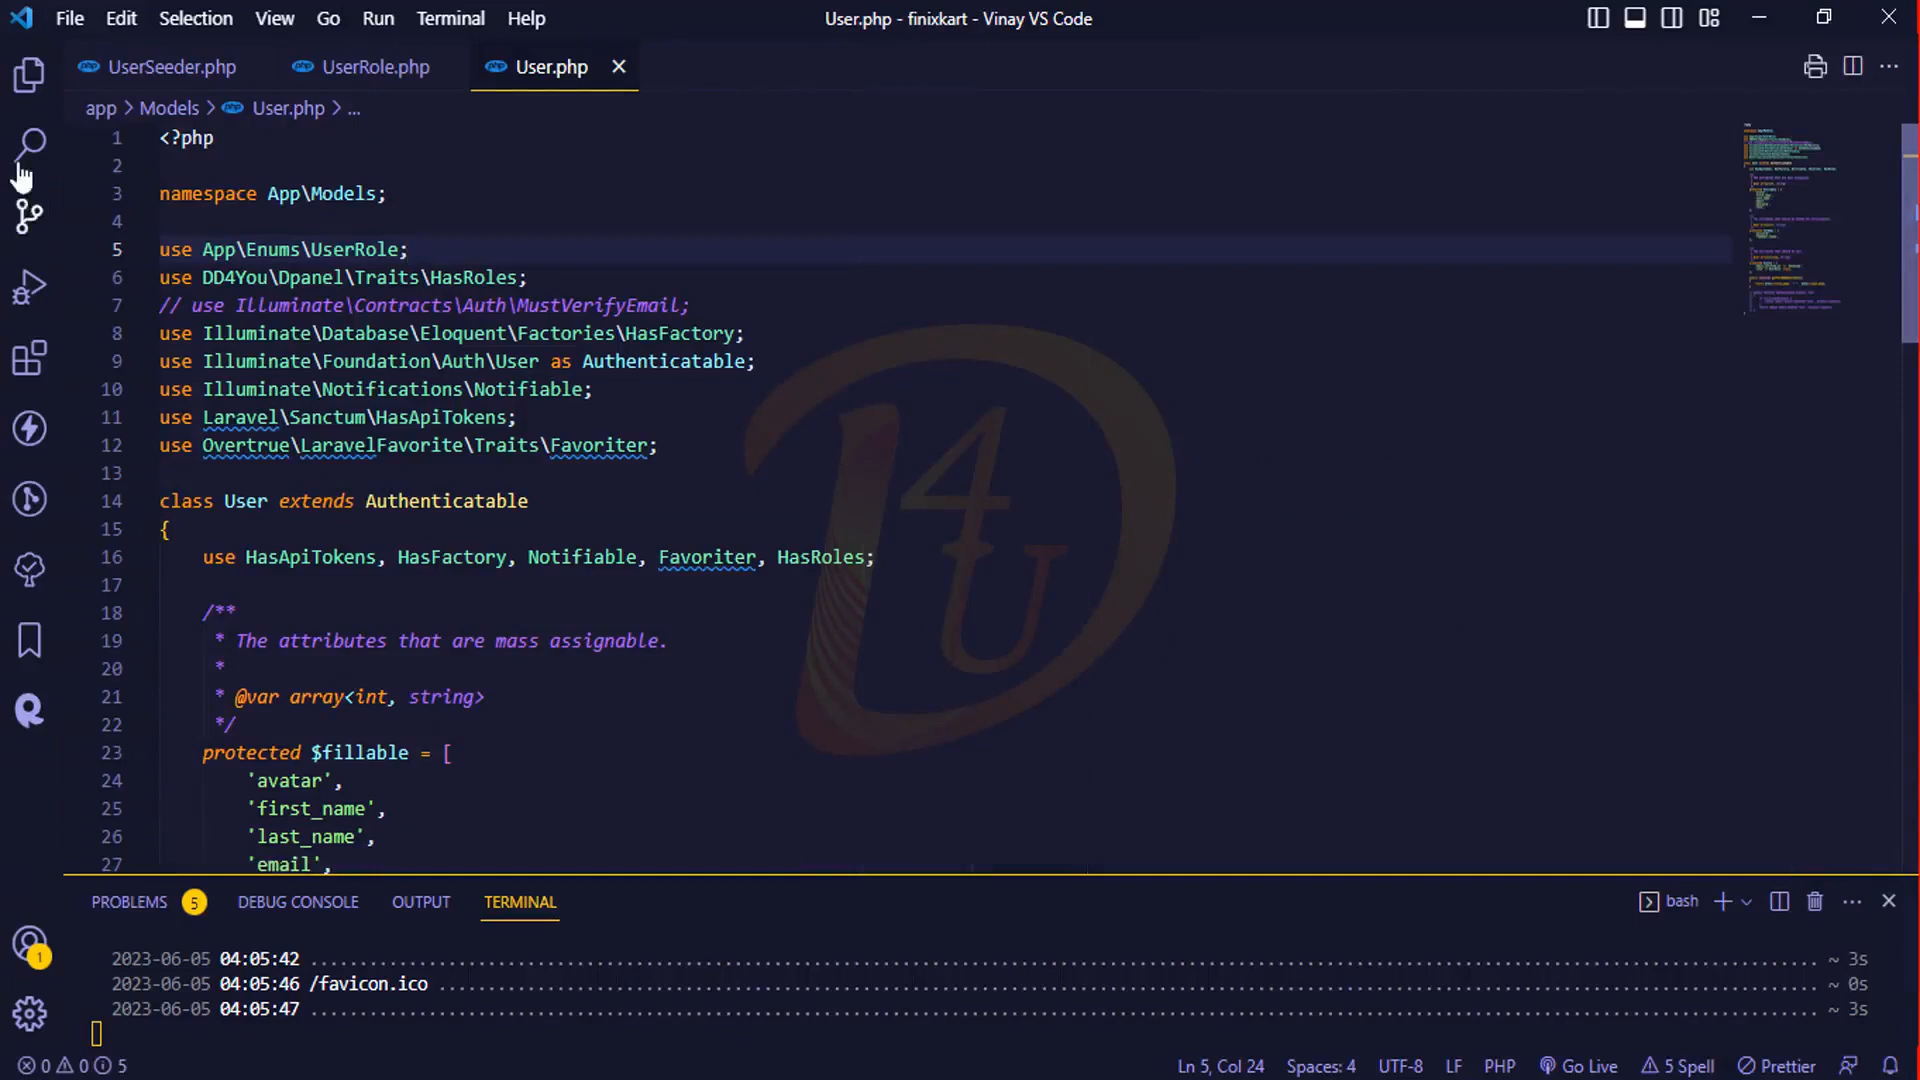 File Edit Selection View Go Run Terminal Help User.php - finixkart - Vinay VS Code
UserSeeder.php UserRole.php User.php
app > Models > User.php > ...
1 <?php
2
3 namespace App\Models;
4
5 use App\Enums\UserRole;
6 use DD4You\Dpanel\Traits\HasRoles;
7 // use Illuminate\Contracts\Auth\MustVerifyEmail;
8 use Illuminate\Database\Eloquent\Factories\HasFactory;
9 use Illuminate\Foundation\Auth\User as Authenticatable;
10 use Illuminate\Notifications\Notifiable;
11 use Laravel\Sanctum\HasApiTokens;
12 use Overtrue\LaravelFavorite\Traits\Favoriter;
13
14 class User extends Authenticatable
15 {
16 use HasApiTokens, HasFactory, Notifiable, Favoriter, HasRoles;
17
18 /**
19 * The attributes that are mass assignable.
20 *
21 * @var array<int, string>
22 */
23 protected $fillable = [
24 'avatar',
25 'first_name',
26 'last_name',
27 'email',
D4U
PROBLEMS 5 DEBUG CONSOLE OUTPUT TERMINAL bash
2023-06-05 04:05:42 ........ ~ 3s
2023-06-05 04:05:46 /favicon.ico ........ ~ 0s
2023-06-05 04:05:47 ........ ~ 3s
1
0 0 5 Ln 5, Col 24 Spaces: 4 UTF-8 LF PHP Go Live 5 Spell Prettier